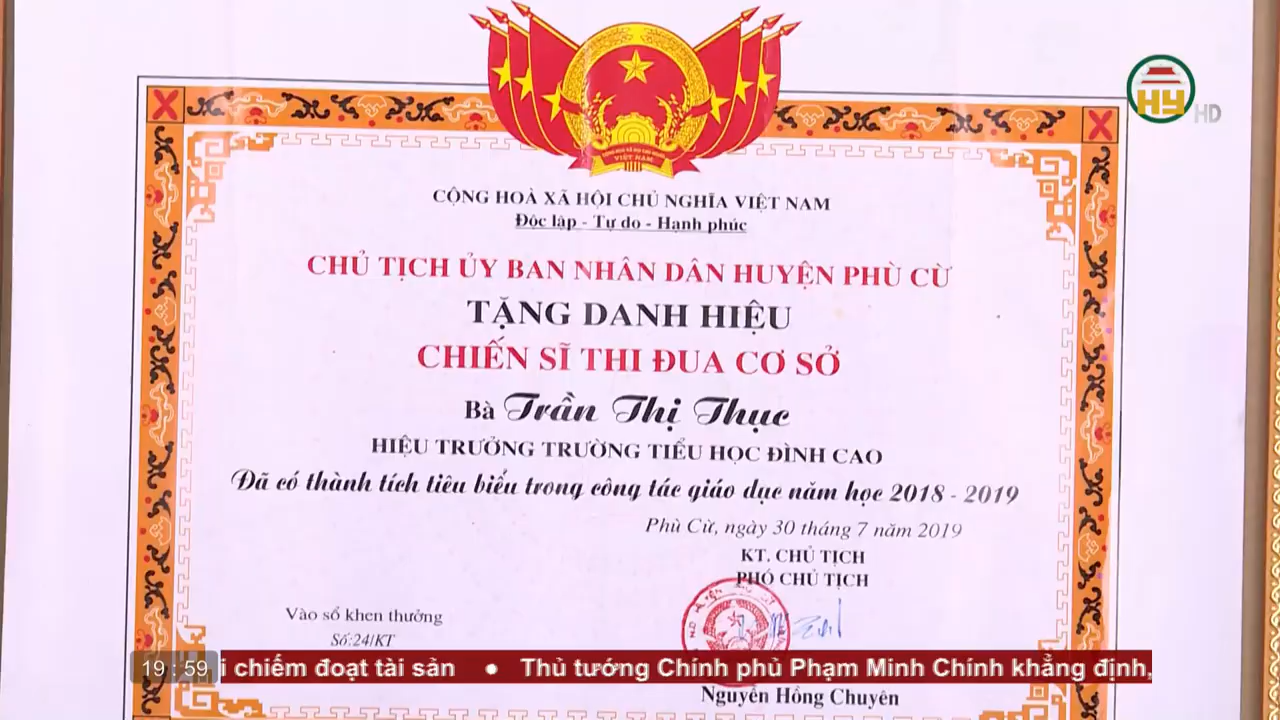 HY HD
VIỆT NAM
CỘNG HOÀ XÃ HỘI CHỦ NGHĨA VIỆT NAM
Độc lập - Tự do - Hạnh phúc
CHỦ TỊCH ỦY BAN NHÂN DÂN HUYỆN PHÙ CỪ
TẶNG DANH HIỆU
CHIẾN SĨ THI ĐUA CƠ SỞ
Bà Trần Thị Thục
HIỆU TRƯỞNG TRƯỜNG TIỂU HỌC ĐÌNH CAO
Đã có thành tích tiêu biểu trong công tác giáo dục năm học 2018 - 2019
Phù Cừ, ngày 30 tháng 7 năm 2019
KT. CHỦ TỊCH
PHÓ CHỦ TỊCH
Vào sổ khen thưởng
Số:24/KT
19:59 i chiếm đoạt tài sản • Thủ tướng Chính phủ Phạm Minh Chính khẳng định,
Nguyễn Hồng Chuyên